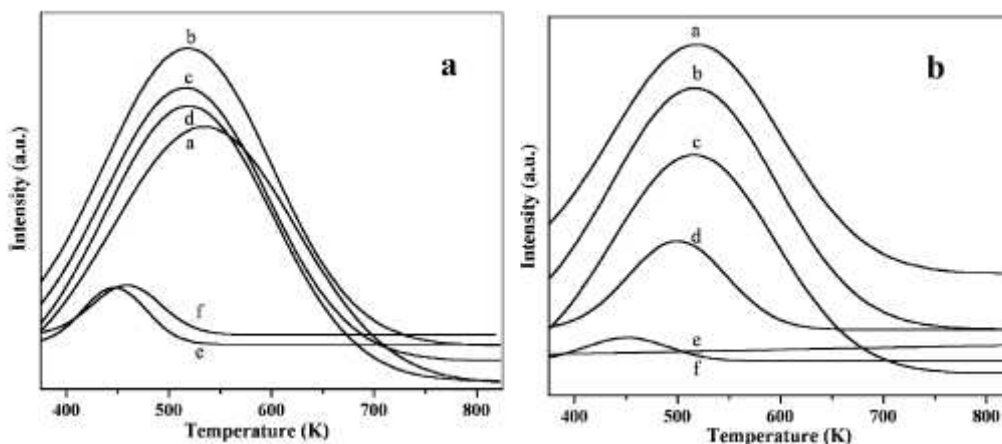 a
b
c
d
a
f
e
Intensity (a.u.)
400 500 600 700 800
Temperature (K)
b
a
b
c
d
e
f
Intensity (a.u.)
400 500 600 700 800
Temperature (K)